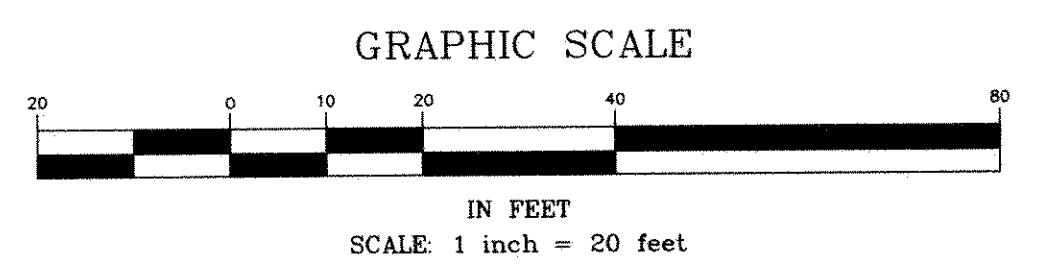 GRAPHIC SCALE
20 0 10 20 40 80
IN FEET
SCALE: 1 inch = 20 feet